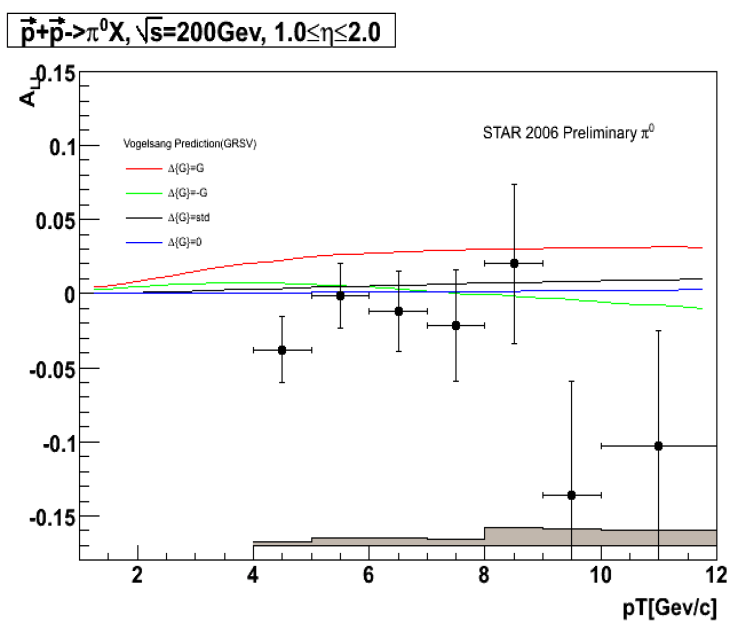 p⃗+p⃗->π⁰X, √s=200Gev, 1.0≤η≤2.0
A_LL
0.15
STAR 2006 Preliminary π⁰
Vogelsang Prediction(GRSV)
Δ{G}=G
Δ{G}=-G
Δ{G}=std
Δ{G}=0
0.1
0.05
0
-0.05
-0.1
-0.15
2 4 6 8 10 12
pT[Gev/c]